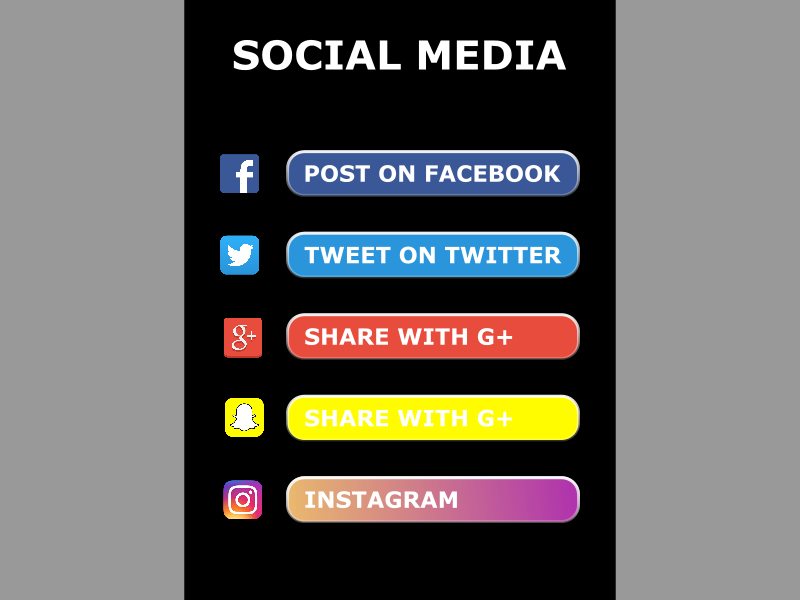 SOCIAL MEDIA
POST ON FACEBOOK
TWEET ON TWITTER
g+
SHARE WITH G+
SHARE WITH G+
INSTAGRAM